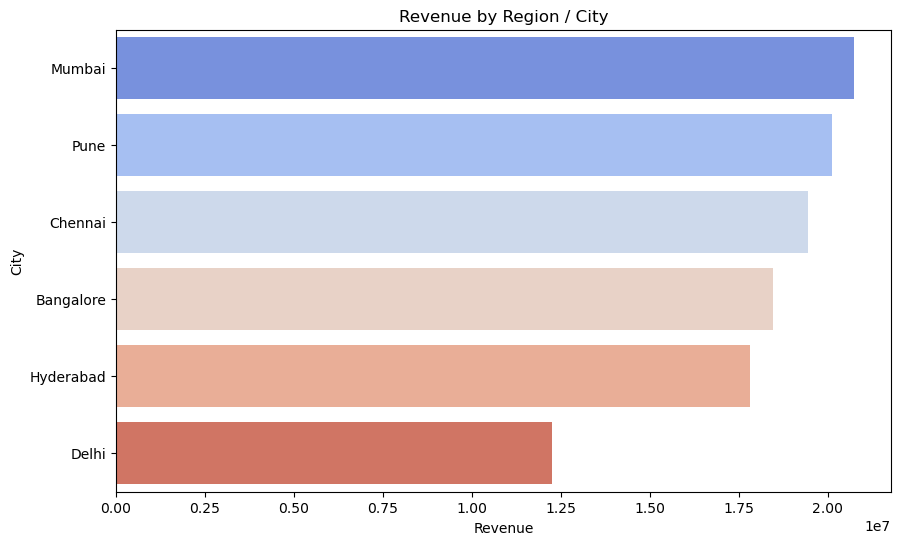 Revenue by Region / City
City
Mumbai
Pune
Chennai
Bangalore
Hyderabad
Delhi
0.00 0.25 0.50 0.75 1.00 1.25 1.50 1.75 2.00
1e7
Revenue